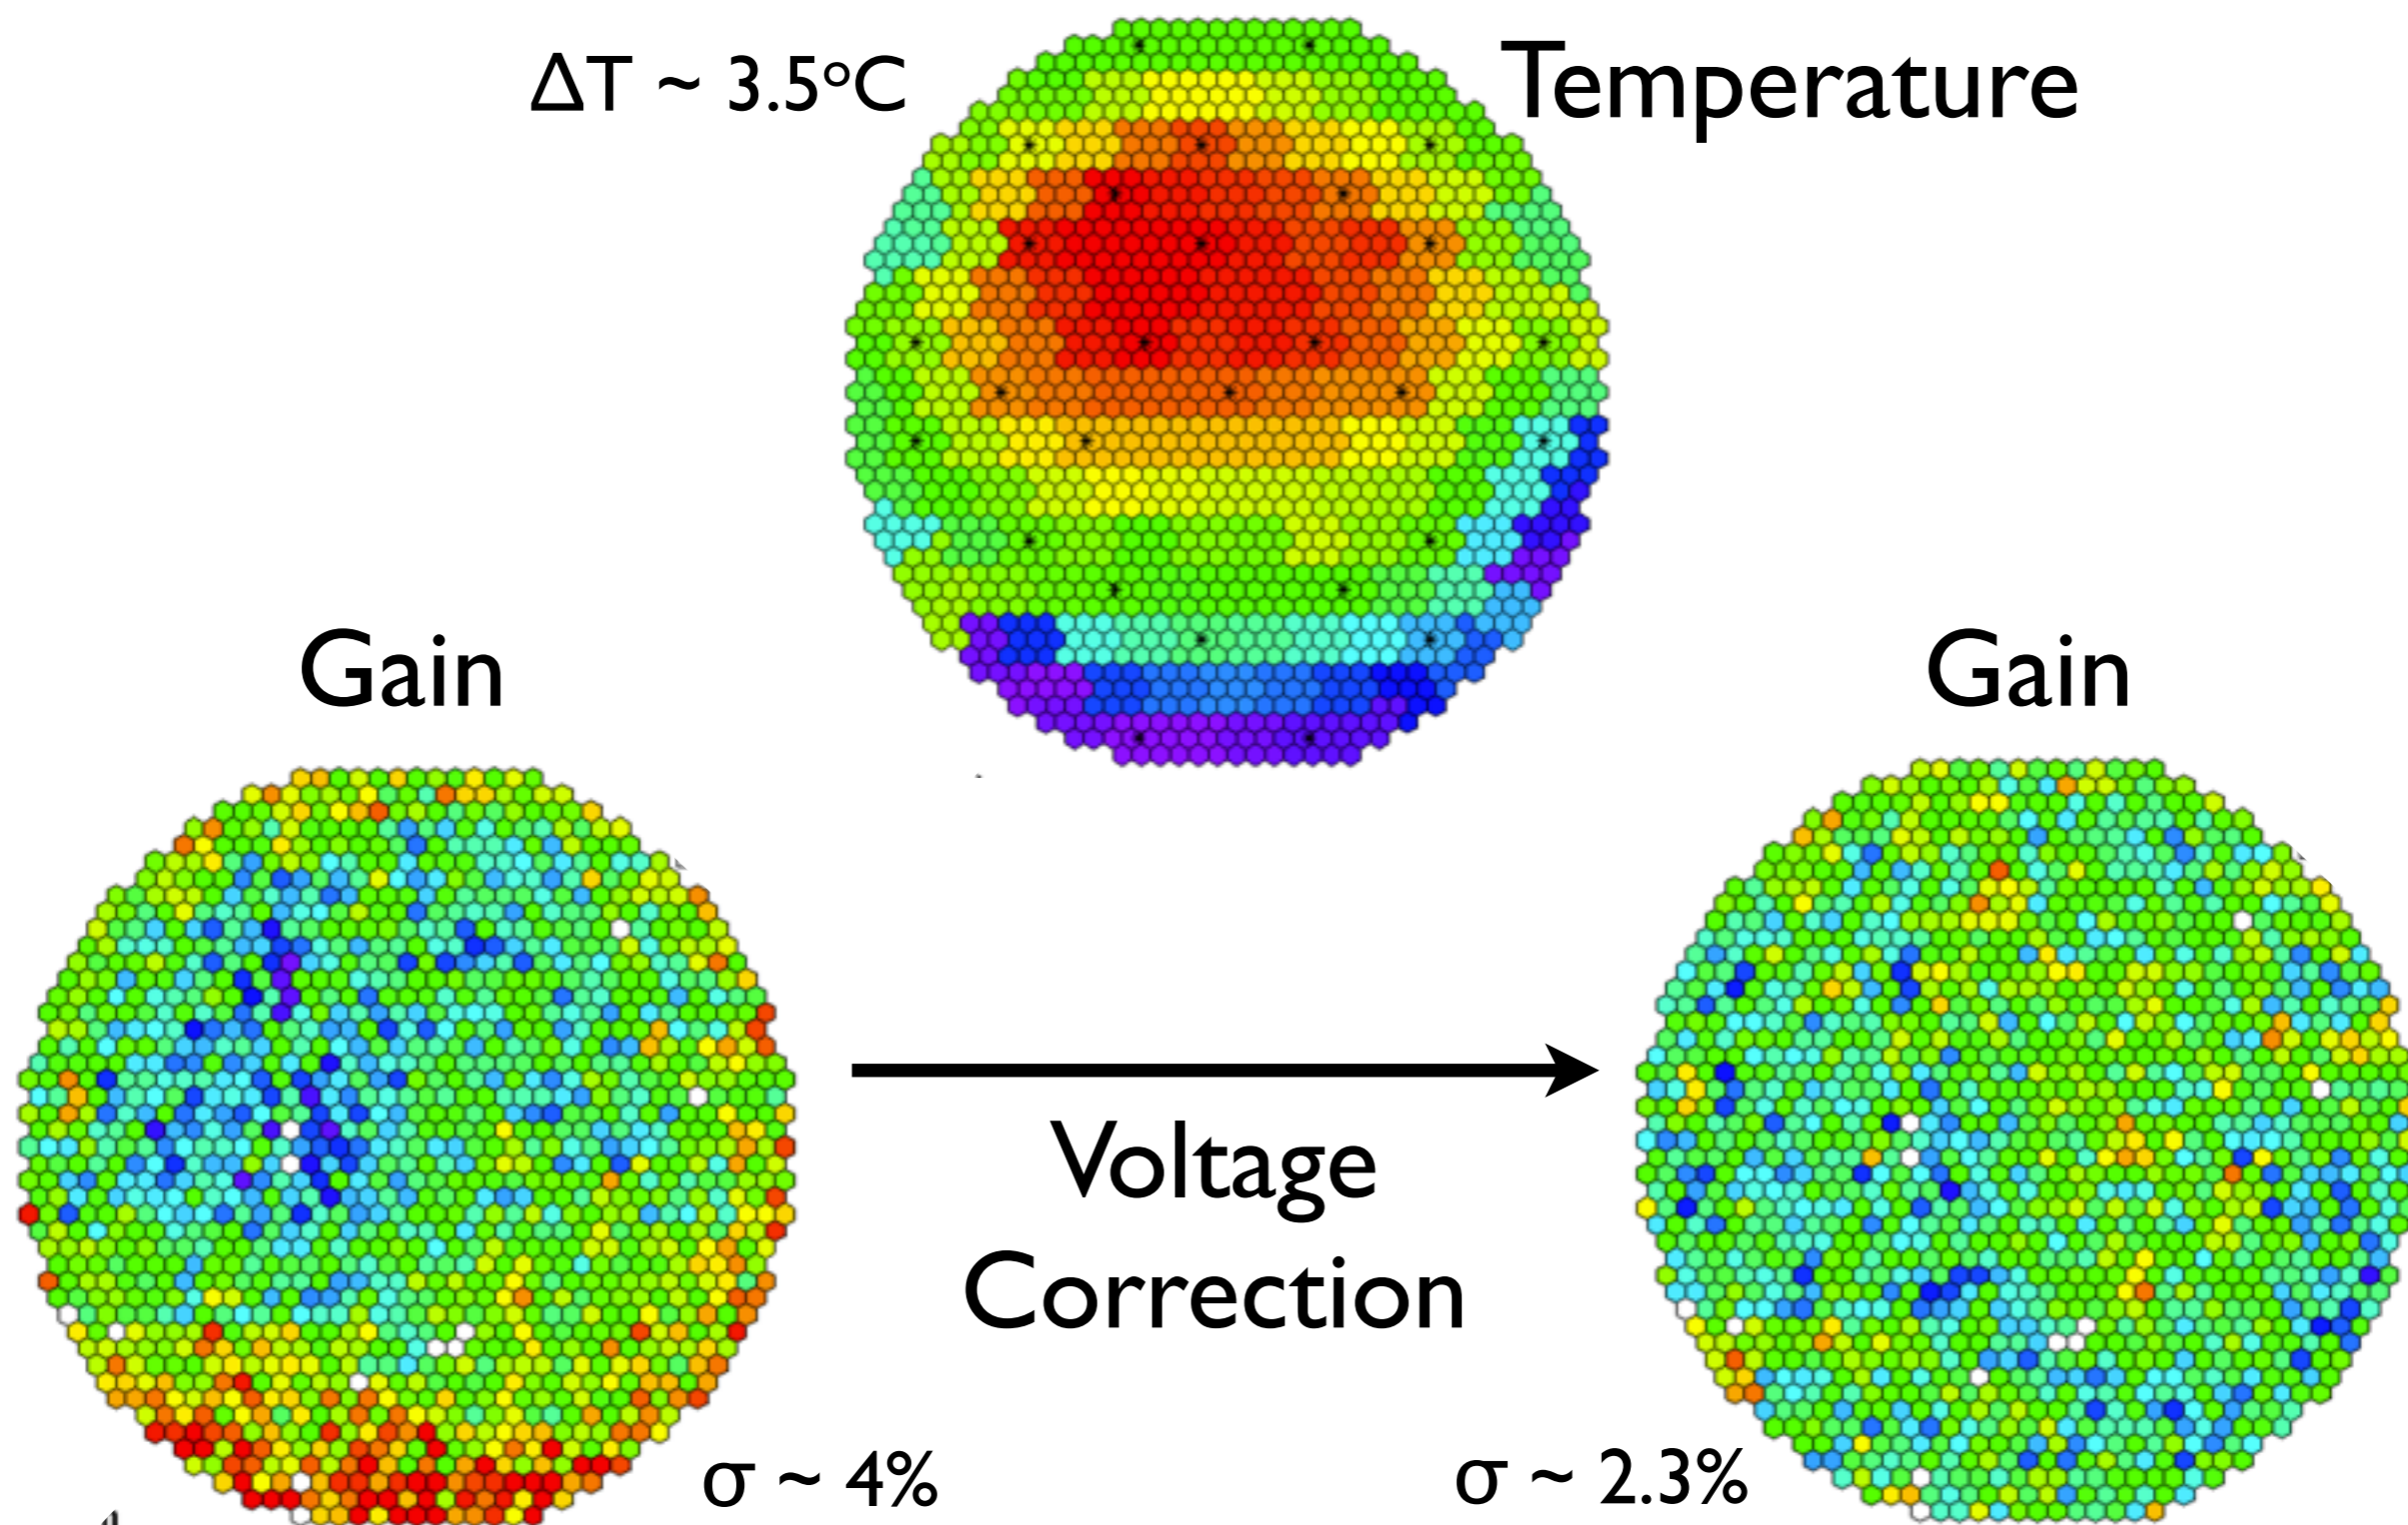 ΔT ~ 3.5°C
Temperature
Gain
Gain
Voltage
Correction
σ ~ 4%
σ ~ 2.3%